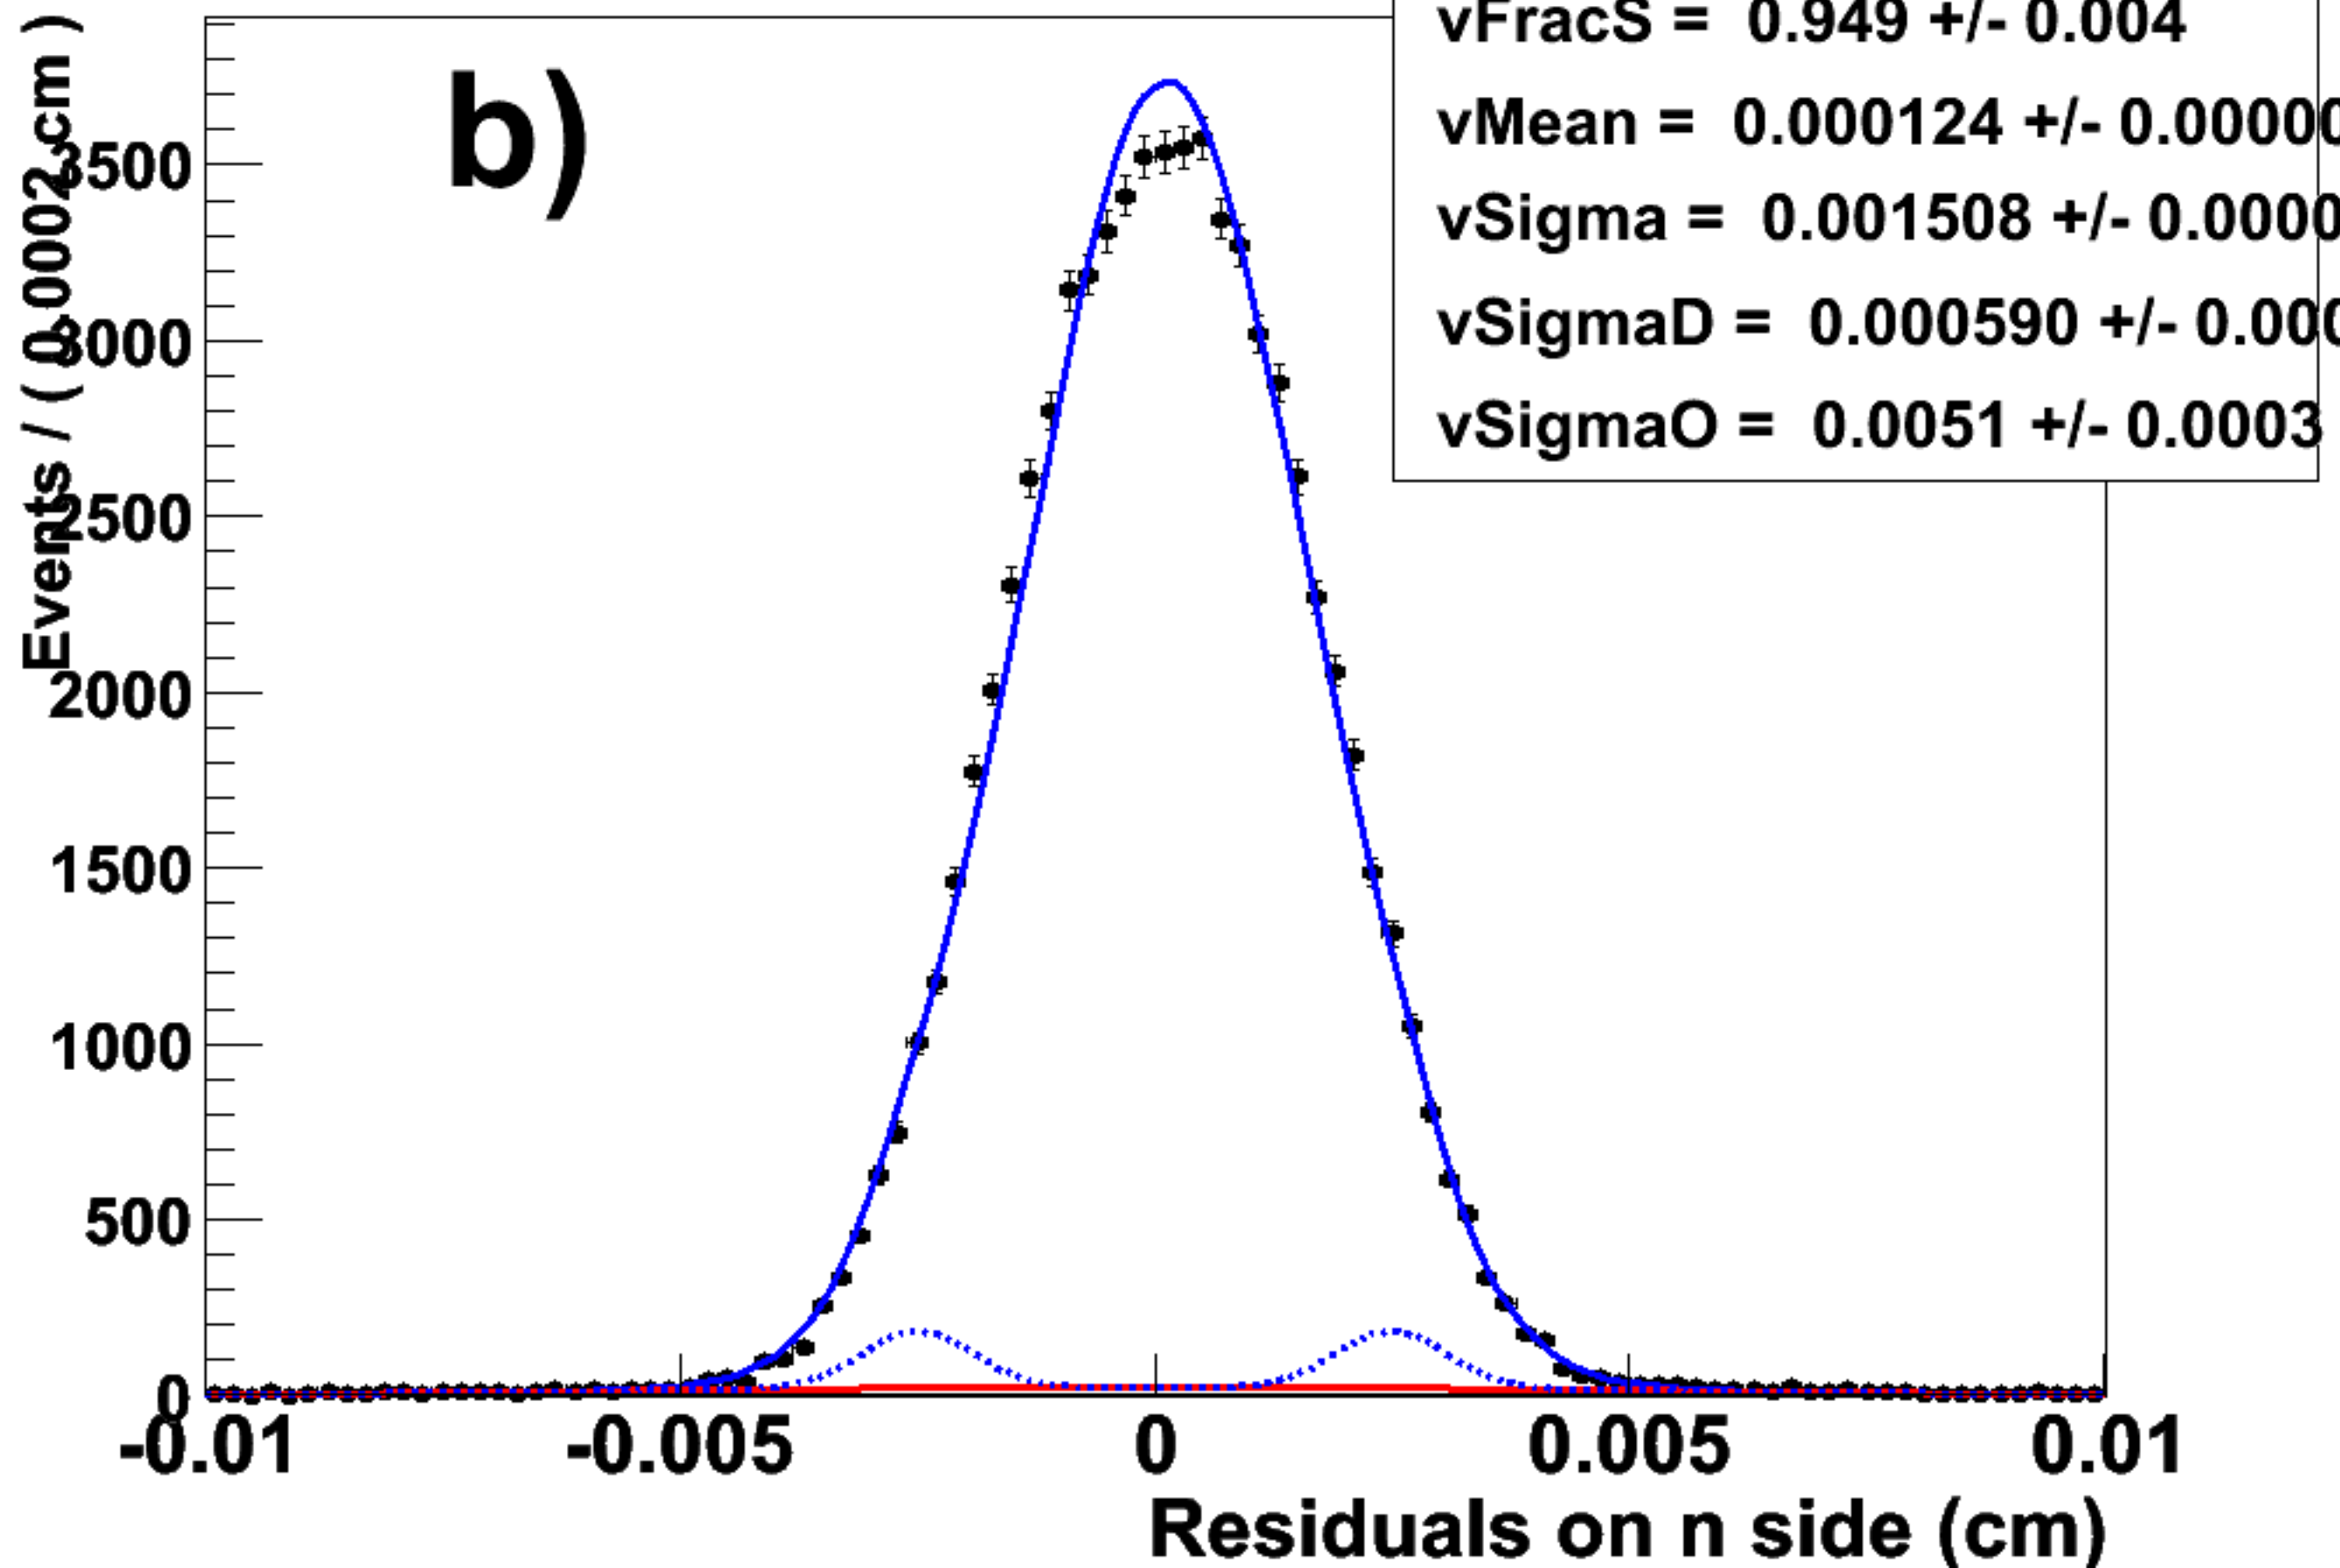 b)
vFracS = 0.949 +/- 0.004
vMean = 0.000124 +/- 0.00000
vSigma = 0.001508 +/- 0.0000
vSigmaD = 0.000590 +/- 0.000
vSigmaO = 0.0051 +/- 0.0003
Events / ( 0.0002 cm )
3500
3000
2500
2000
1500
1000
500
0
-0.01 -0.005 0 0.005 0.01
Residuals on n side (cm)